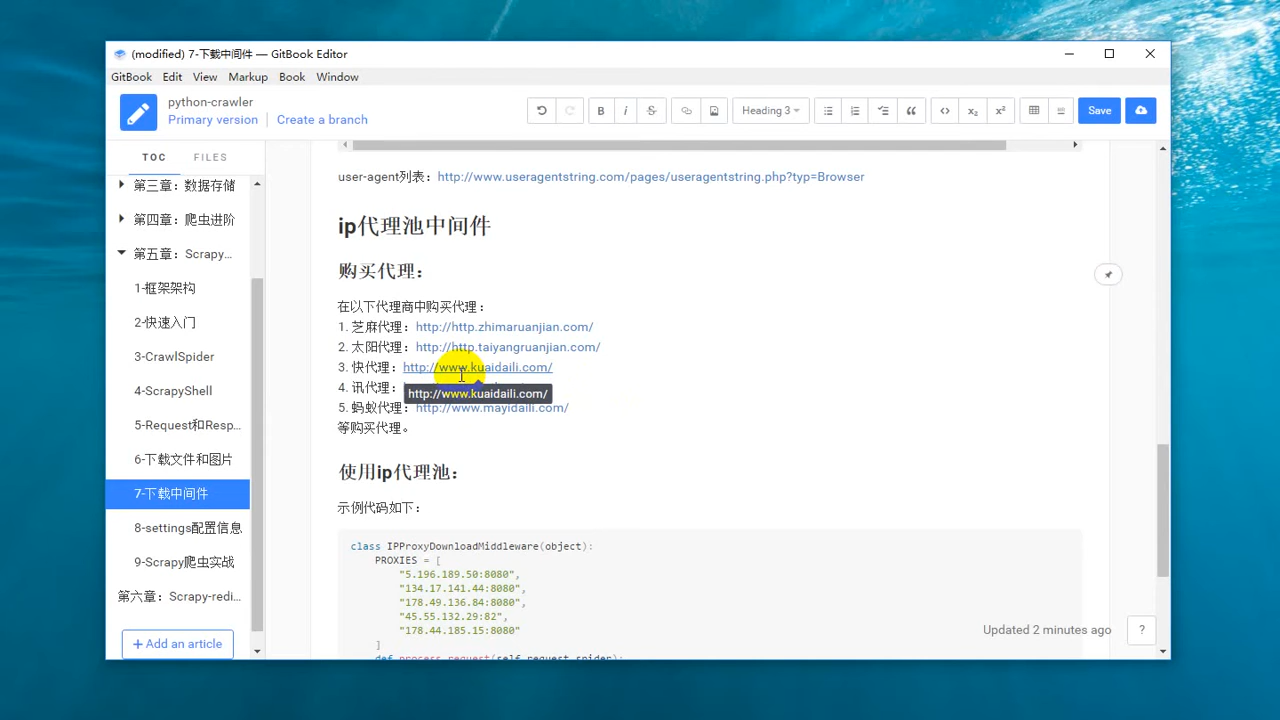 (modified) 7-下载中间件 — GitBook Editor
GitBook Edit View Markup Book Window
python-crawler
Primary version Create a branch
B i S Heading 3 Save
TOC FILES
第三章：数据存储
第四章：爬虫进阶
第五章：Scrapy...
1-框架架构
2-快速入门
3-CrawlSpider
4-ScrapyShell
5-Request和Resp...
6-下载文件和图片
7-下载中间件
8-settings配置信息
9-Scrapy爬虫实战
第六章：Scrapy-redi...
+ Add an article
user-agent列表：http://www.useragentstring.com/pages/useragentstring.php?typ=Browser
ip代理池中间件
购买代理：
在以下代理商中购买代理：
1. 芝麻代理：http://http.zhimaruanjian.com/
2. 太阳代理：http://http.taiyangruanjian.com/
3. 快代理：http://www.kuaidaili.com/
4. 讯代理：
http://www.kuaidaili.com/
5. 蚂蚁代理：http://www.mayidaili.com/
等购买代理。
使用ip代理池：
示例代码如下：
class IPProxyDownloadMiddleware(object):
PROXIES = [
"5.196.189.50:8080",
"134.17.141.44:8080",
"178.49.136.84:8080",
"45.55.132.29:82",
"178.44.185.15:8080"
]
def process_request(self,request,spider):
Updated 2 minutes ago
?